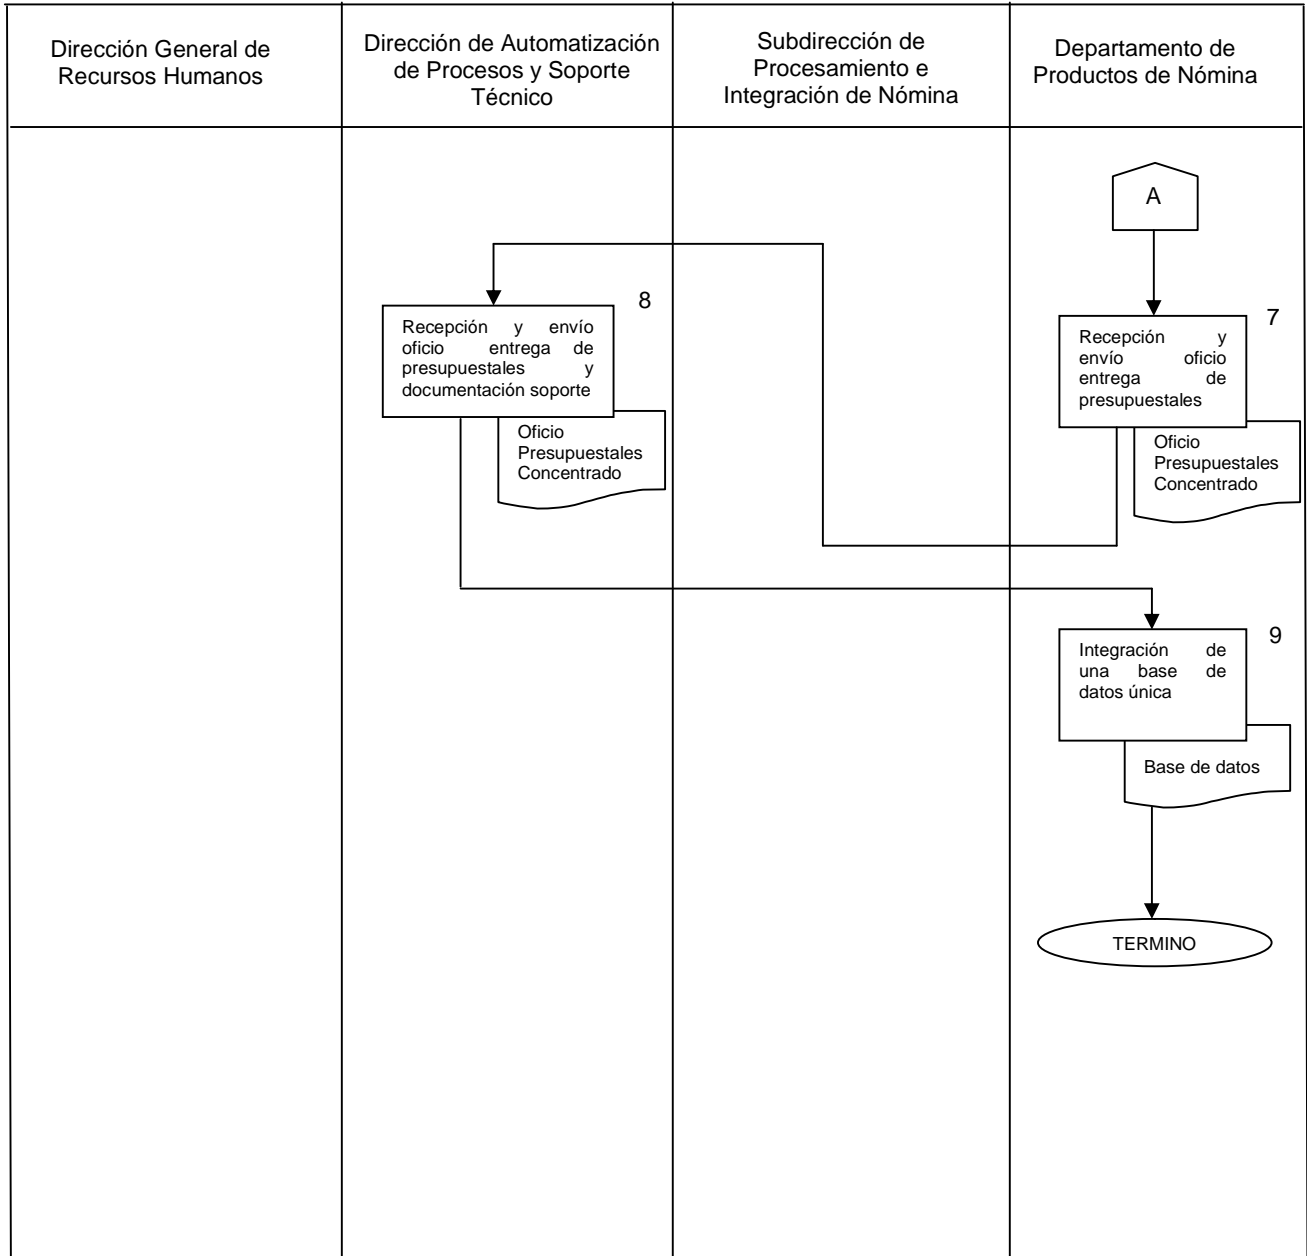 Dirección General de
Recursos Humanos
Dirección de Automatización
de Procesos y Soporte
Técnico
Subdirección de
Procesamiento e
Integración de Nómina
Departamento de
Productos de Nómina
A
7
Recepción y
envío oficio
entrega de
presupuestales
Oficio
Presupuestales
Concentrado
8
Recepción y envío
oficio entrega de
presupuestales y
documentación soporte
Oficio
Presupuestales
Concentrado
9
Integración de
una base de
datos única
Base de datos
TERMINO